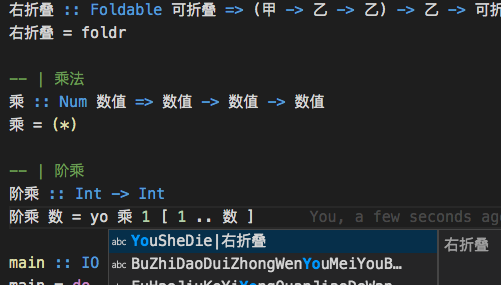 右折叠 :: Foldable 可折叠 => (甲 -> 乙 -> 乙) -> 乙 -> 可折
右折叠 = foldr
-- | 乘法
乘 :: Num 数值 => 数值 -> 数值 -> 数值
乘 = (*)
-- | 阶乘
阶乘 :: Int -> Int
阶乘 数 = yo 乘 1 [ 1 .. 数 ] You, a few seconds ag
abc YouSheDie|右折叠 右折叠
abc BuZhiDaoDuiZhongWenYouMeiYouB…
main :: IO
main = do